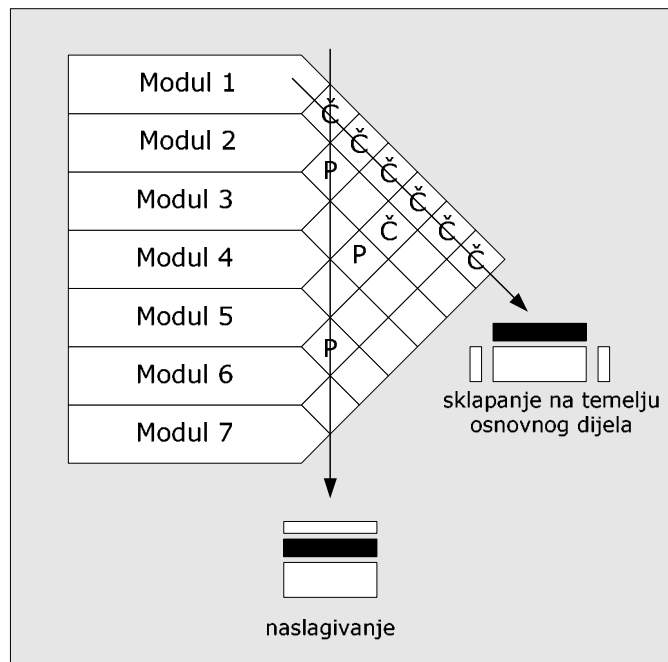 Modul 1
Č
Modul 2
Č
P
Č
Modul 3
Č
Č
Č
Modul 4
P
Č
Modul 5
P
Modul 6
Modul 7
sklapanje na temelju
osnovnog dijela
naslagivanje